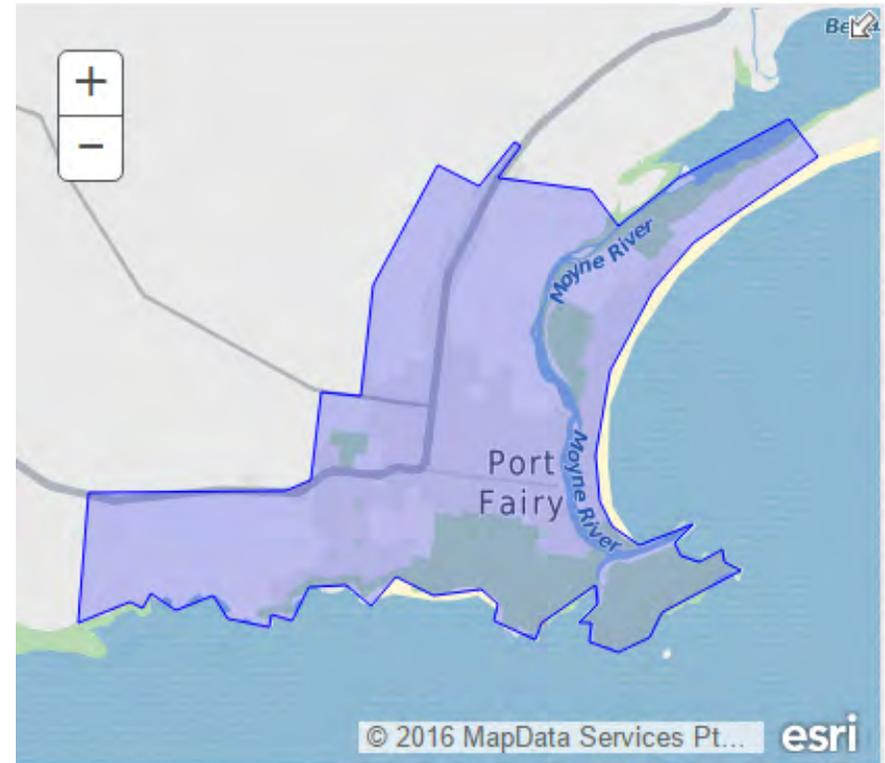 +
−
Moyne River
Port
Fairy
Moyne River
© 2016 MapData Services Pt...
esri